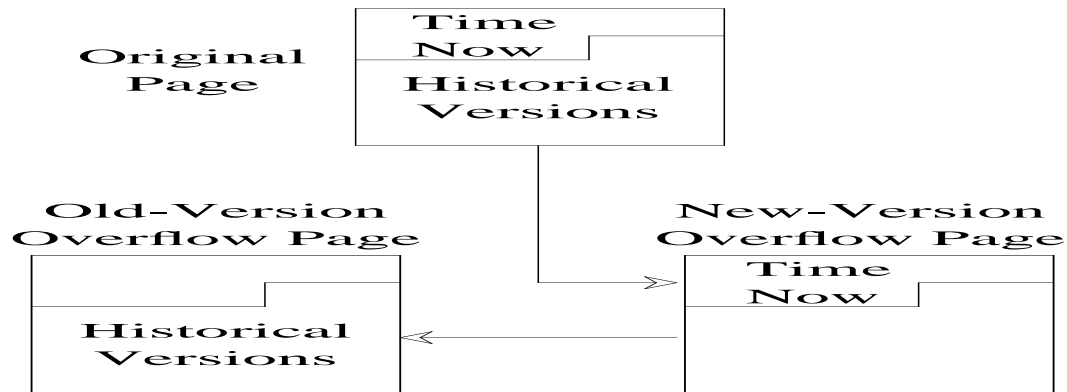 Original
Page
Time
Now
Historical
Versions
Old-Version
Overflow Page
Historical
Versions
New-Version
Overflow Page
Time
Now